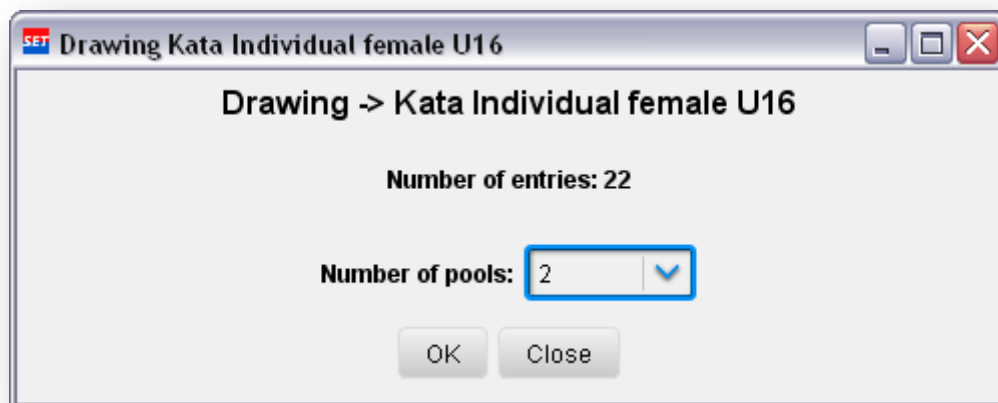 SET Drawing Kata Individual female U16
Drawing -> Kata Individual female U16
Number of entries: 22
Number of pools: 2
OK Close